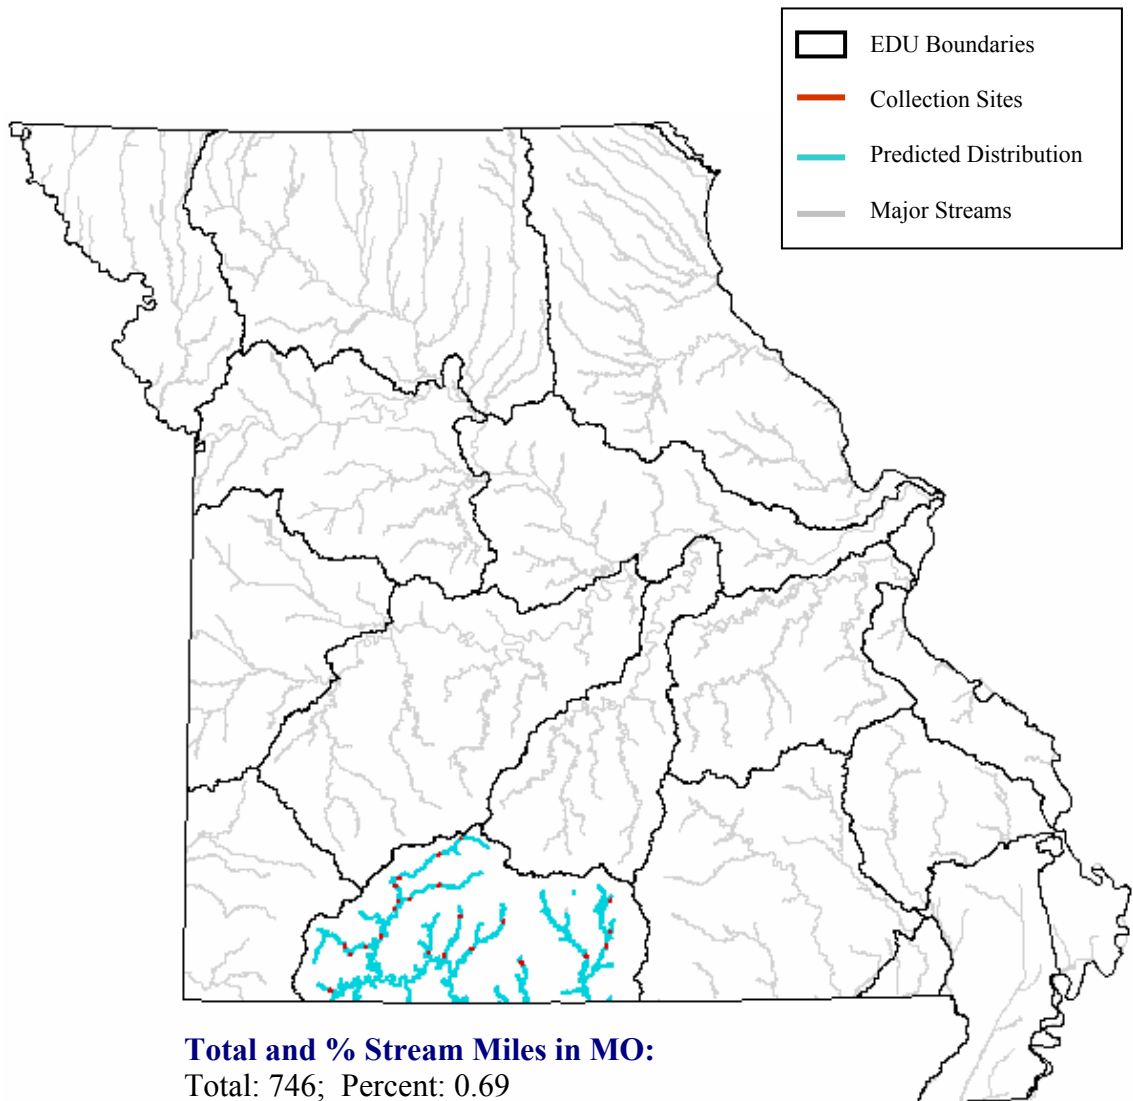 EDU Boundaries
Collection Sites
Predicted Distribution
Major Streams
Total and % Stream Miles in MO:
Total: 746; Percent: 0.69